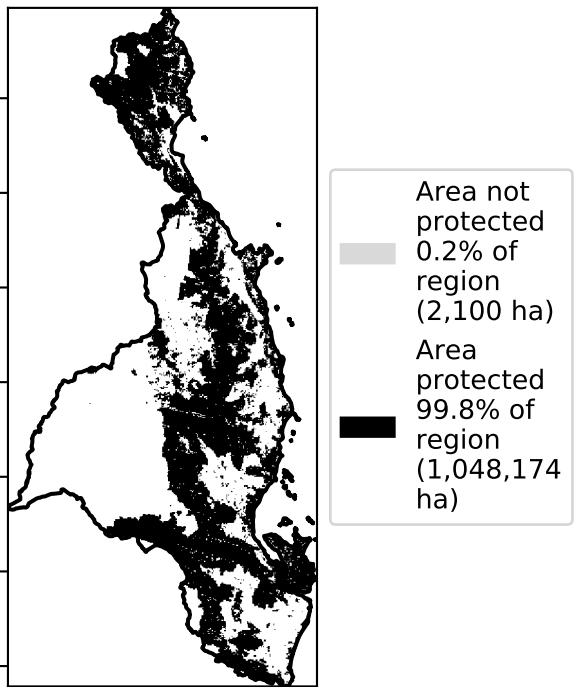 Area not
protected
0.2% of
region
(2,100 ha)
Area
protected
99.8% of
region
(1,048,174
ha)